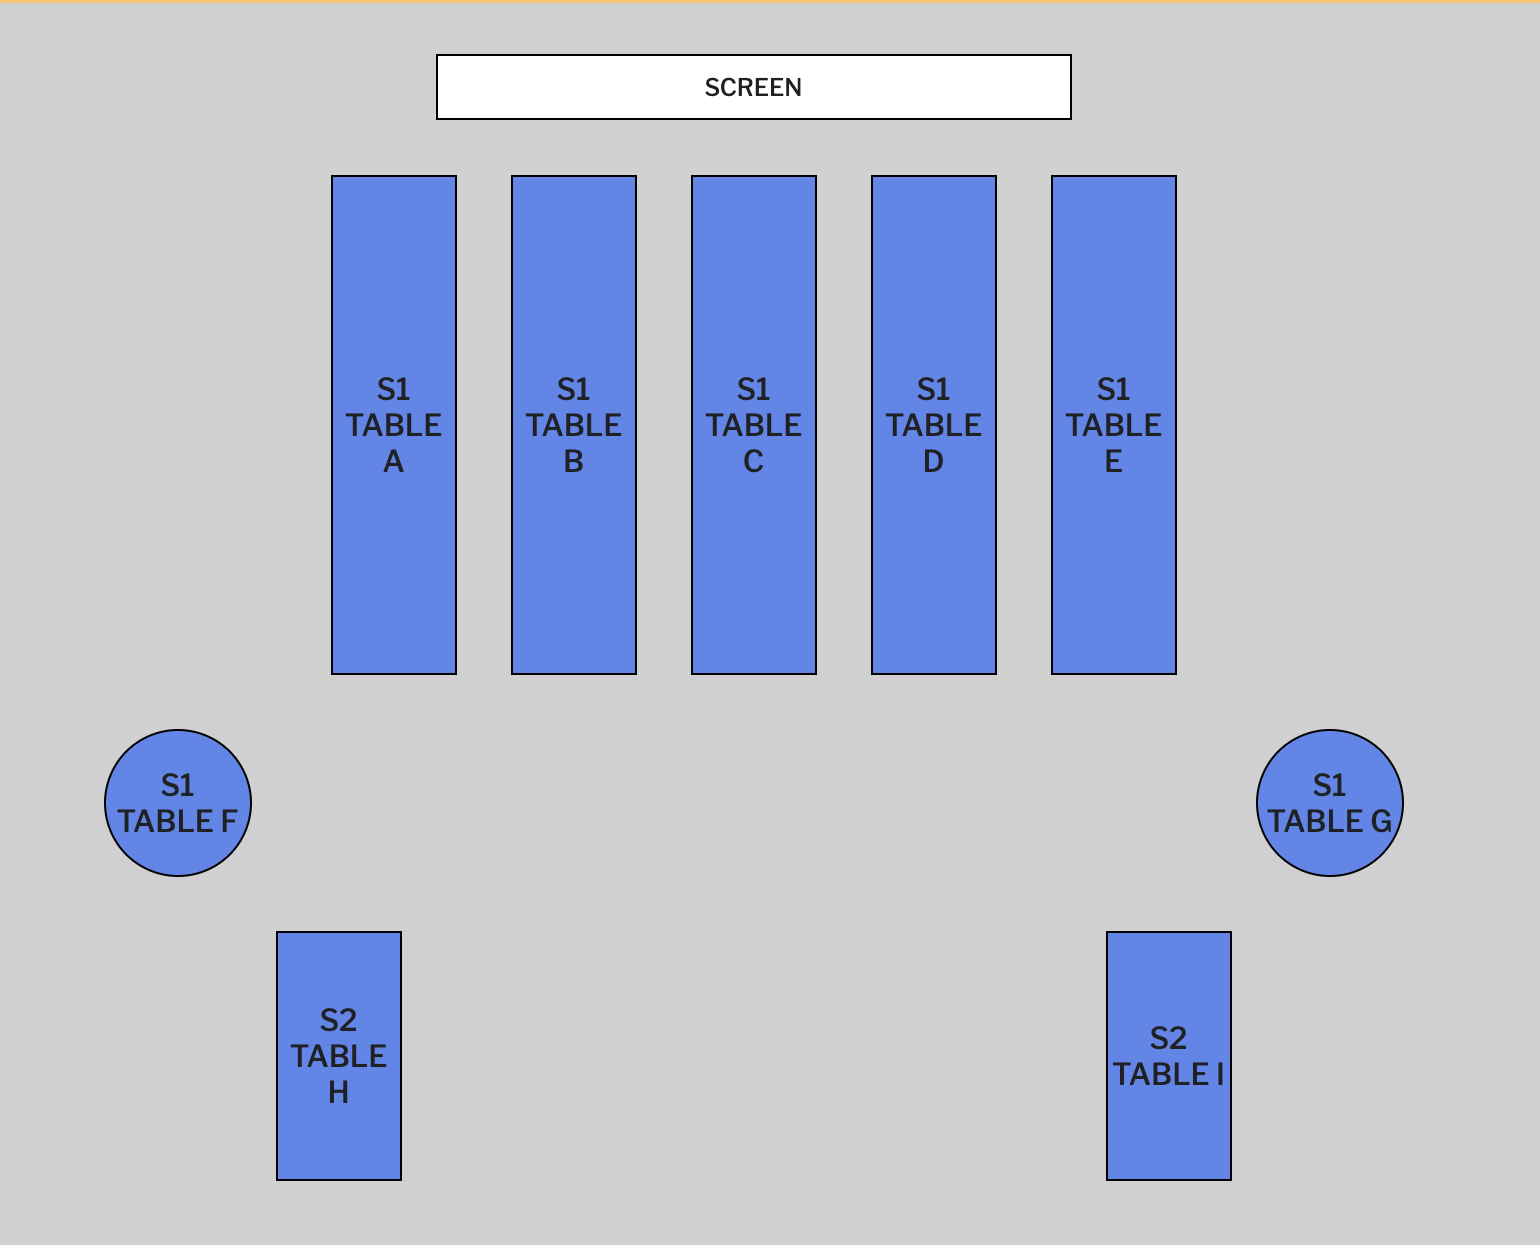 SCREEN
S1
TABLE
A
S1
TABLE
B
S1
TABLE
C
S1
TABLE
D
S1
TABLE
E
S1
TABLE F
S1
TABLE G
S2
TABLE
H
S2
TABLE I